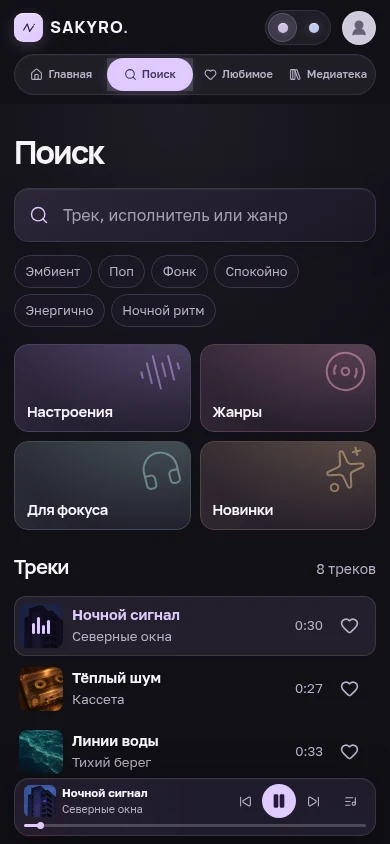 SAKYRO.
Главная Поиск Любимое Медиатека
Поиск
Трек, исполнитель или жанр
Эмбиент Поп Фонк Спокойно
Энергично Ночной ритм
Настроения Жанры
Для фокуса Новинки
Треки 8 треков
Ночной сигнал
Северные окна
0:30
Тёплый шум
Кассета
0:27
Линии воды
Тихий берег
0:33
Ночной сигнал
Северные окна